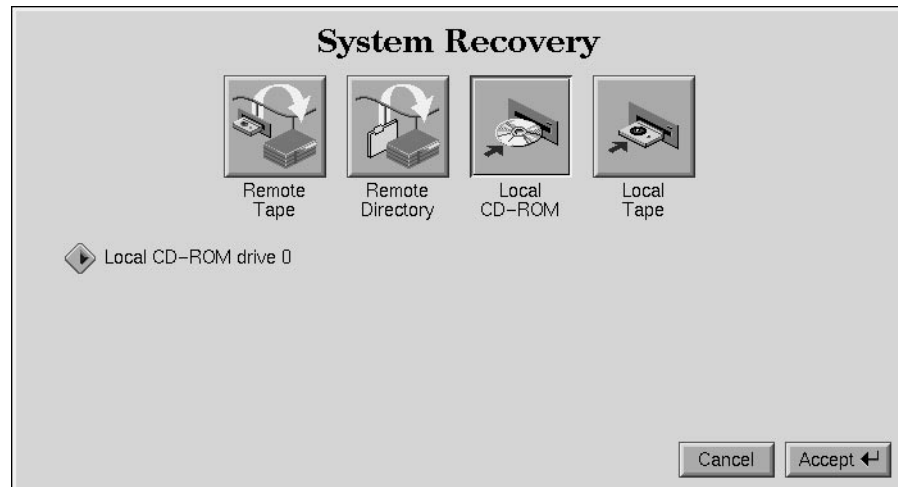 System Recovery
Remote
Tape
Remote
Directory
Local
CD-ROM
Local
Tape
Local CD-ROM drive 0
Cancel
Accept